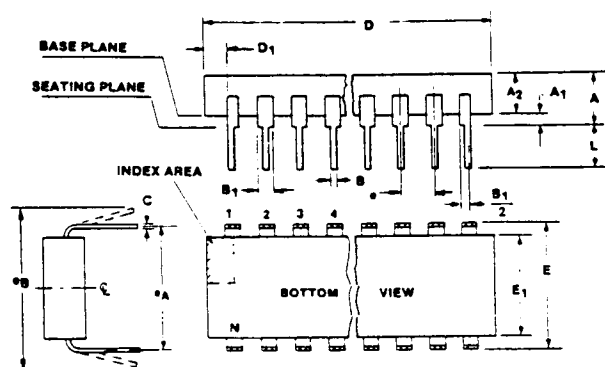 D
D1
BASE PLANE
SEATING PLANE
A2
A1
A
L
INDEX AREA
B1
B
e
B1
2
C
1 2 3 4
eB
℄
eA
BOTTOM VIEW
E1
E
N